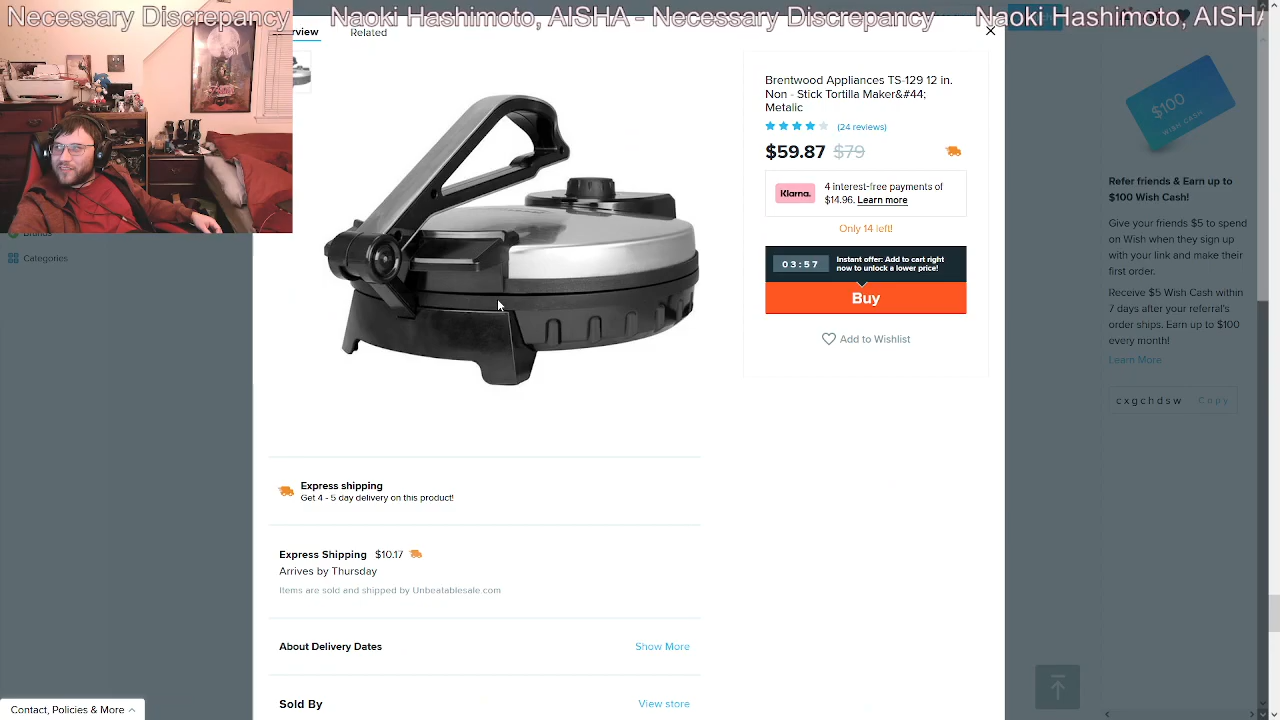 Necessary Discrepancy Naoki Hashimoto, AISHA - Necessary Discrepancy Naoki Hashimoto, AISHA
Related
Brentwood Appliances TS-129 12 in.
Non - Stick Tortilla Maker&#44;
Metalic
(24 reviews)
$59.87 $79
Klarna.
4 interest-free payments of
$14.96. Learn more
Only 14 left!
03:57
Instant offer: Add to cart right
now to unlock a lower price!
Buy
Add to Wishlist
Express shipping
Get 4 - 5 day delivery on this product!
Express Shipping $10.17
Arrives by Thursday
Items are sold and shipped by Unbeatablesale.com
About Delivery Dates
Show More
Sold By
View store
Categories
Contact, Policies & More
$100
WISH CASH
Refer friends & Earn up to
$100 Wish Cash!
Give your friends $5 to spend
on Wish when they sign up
with your link and make their
first order.
Receive $5 Wish Cash within
7 days after your referral's
order ships. Earn up to $100
every month!
Learn More
cxgchdsw Copy